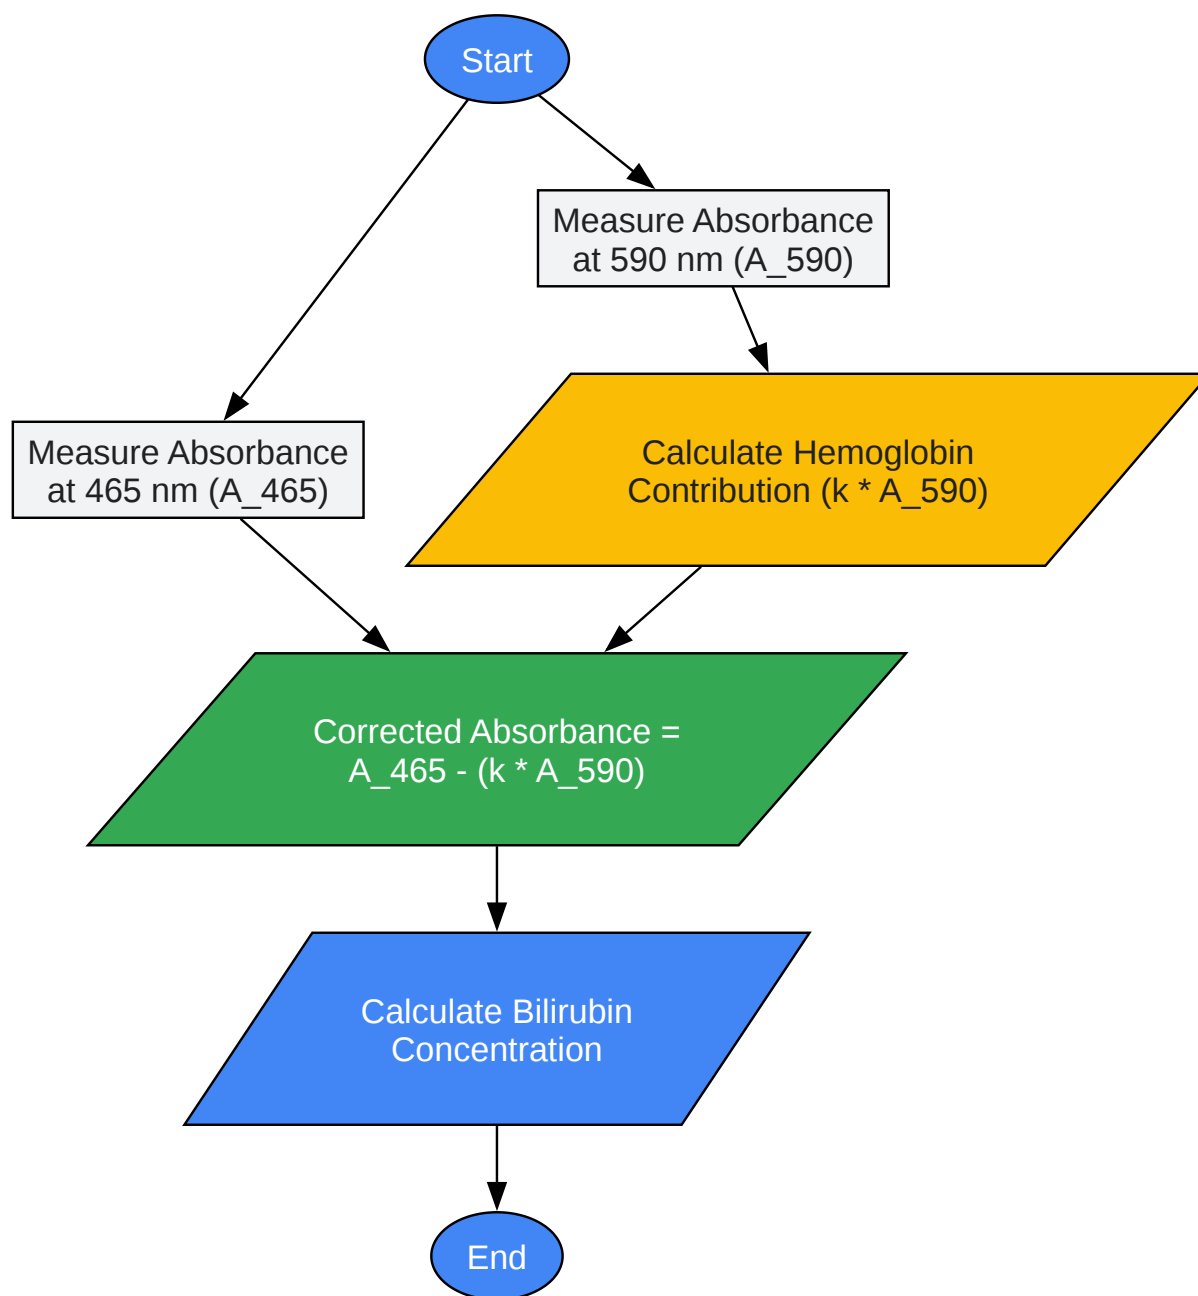 Start
Measure Absorbance
at 590 nm (A_590)
Measure Absorbance
at 465 nm (A_465)
Calculate Hemoglobin
Contribution (k * A_590)
Corrected Absorbance =
A_465 - (k * A_590)
Calculate Bilirubin
Concentration
End